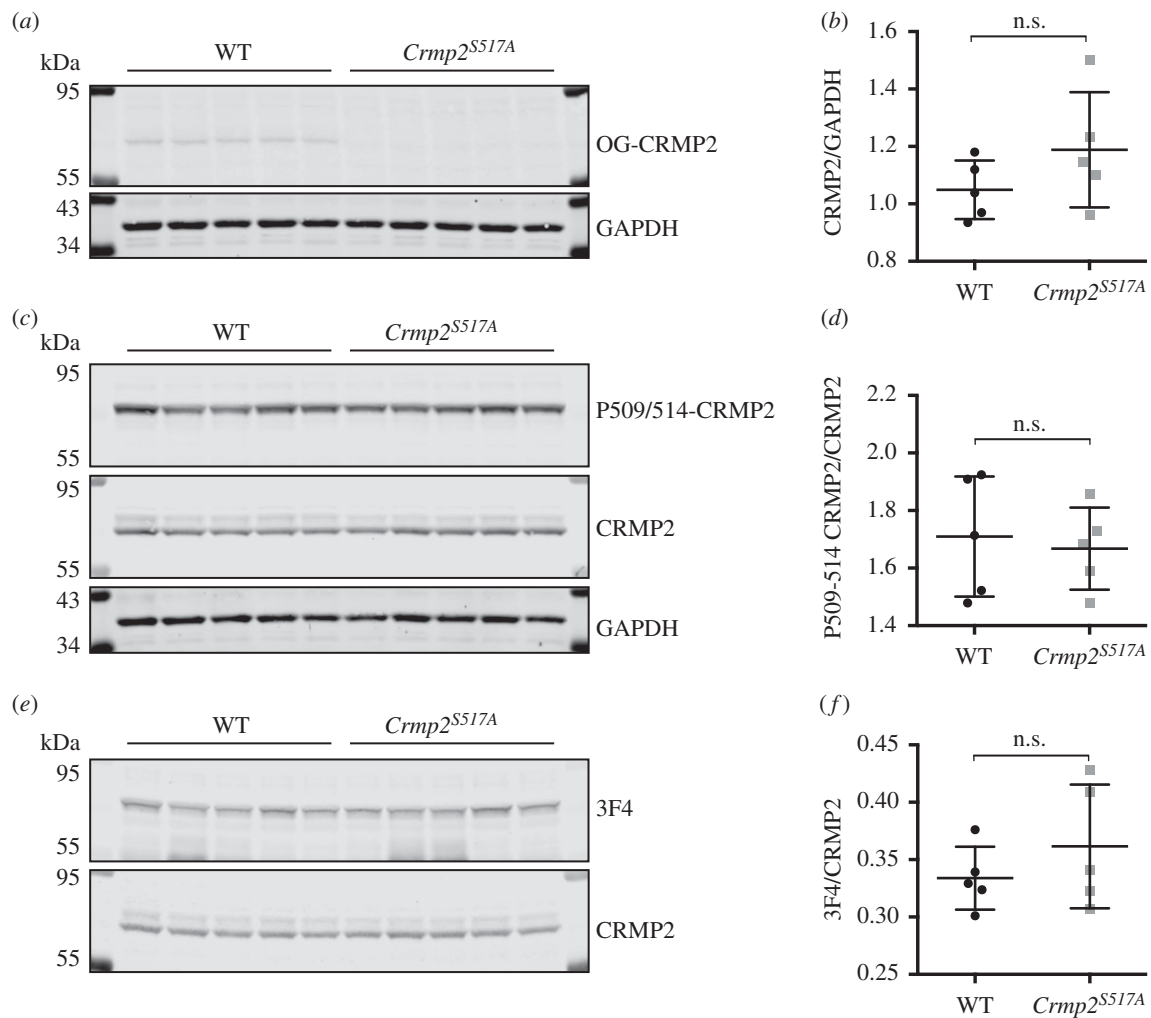 (a)
WT Crmp2S517A
kDa
95
OG-CRMP2
55
43
GAPDH
34
(b)
n.s.
1.6
1.4
1.2
1.0
0.8
CRMP2/GAPDH
WT Crmp2S517A
(c)
WT Crmp2S517A
kDa
95
P509/514-CRMP2
55
95
CRMP2
55
43
GAPDH
34
(d)
n.s.
2.2
2.0
1.8
1.6
1.4
P509-514 CRMP2/CRMP2
WT Crmp2S517A
(e)
WT Crmp2S517A
kDa
95
3F4
55
95
CRMP2
55
(f)
n.s.
0.45
0.40
0.35
0.30
0.25
3F4/CRMP2
WT Crmp2S517A